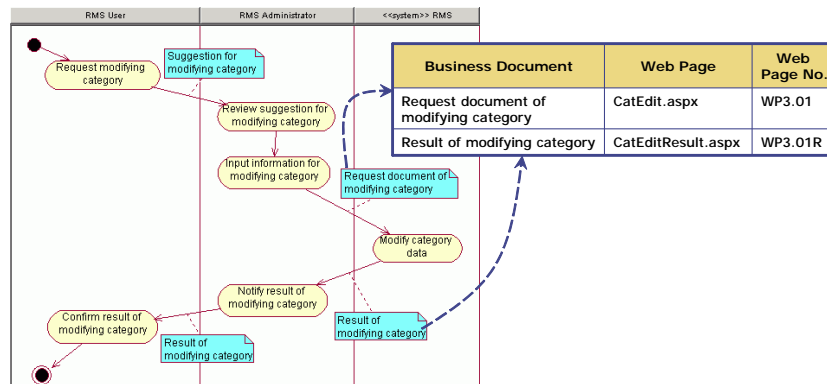 RMS User
RMS Administrator
<<system>> RMS
Request modifying
category
Suggestion for
modifying category
Review suggestion for
modifying category
Input information for
modifying category
Request document of
modifying category
Modify category
data
Notify result of
modifying category
Confirm result of
modifying category
Result of
modifying category
Result of
modifying category
Business Document
Web Page
Web
Page No.
Request document of
modifying category
CatEdit.aspx
WP3.01
Result of modifying category
CatEditResult.aspx
WP3.01R